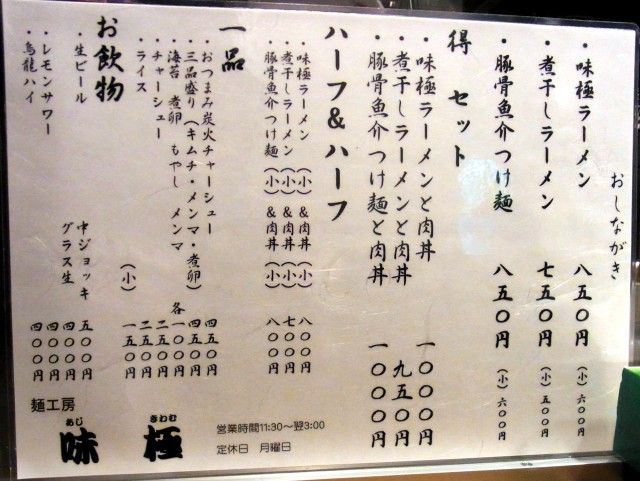 おしながき
・味極ラーメン 八五〇円 (小)六〇〇円
・煮干しラーメン 七五〇円 (小)五〇〇円
・豚骨魚介つけ麺 八五〇円 (小)六〇〇円
得 セット
・味極ラーメンと肉丼 一〇〇〇円
・煮干しラーメンと肉丼 九五〇円
・豚骨魚介つけ麺と肉丼 一〇〇〇円
ハーフ&ハーフ
・味極ラーメン (小)&肉丼(小) 八〇〇円
・煮干しラーメン(小)&肉丼(小) 七〇〇円
・豚骨魚介つけ麺(小)&肉丼(小) 八〇〇円
一品
・おつまみ炭火チャーシュー 四五〇円
・三品盛り(キムチ・メンマ・煮卵) 四五〇円
・海苔 煮卵 もやし メンマ 各一〇〇円
・チャーシュー 二五〇円
・ライス 二五〇円
(小) 一五〇円
お飲物
・生ビール 中ジョッキ 五〇〇円
グラス生 四〇〇円
・レモンサワー 四〇〇円
・烏龍ハイ 四〇〇円
麺工房
あじ きわむ
味 極
営業時間11:30～翌3:00
定休日 月曜日